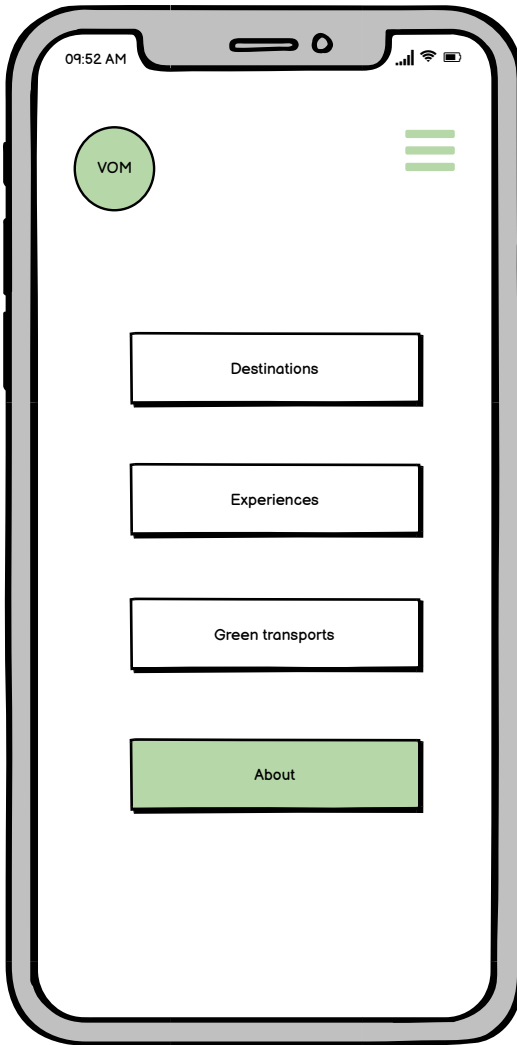 09:52 AM
VOM
Destinations
Experiences
Green transports
About